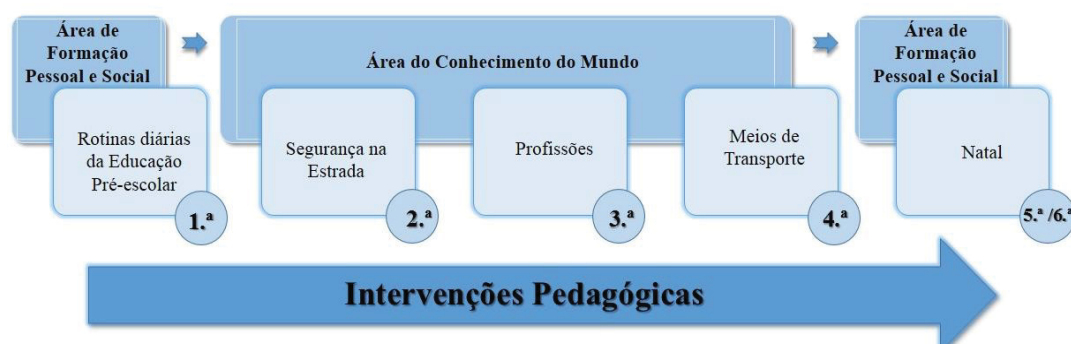 Área de
Formação
Pessoal e Social
Rotinas diárias
da Educação
Pré-escolar
1.ª
Área do Conhecimento do Mundo
Segurança na
Estrada
2.ª
Profissões
3.ª
Meios de
Transporte
4.ª
Área de
Formação
Pessoal e Social
Natal
5.ª /6.ª
Intervenções Pedagógicas